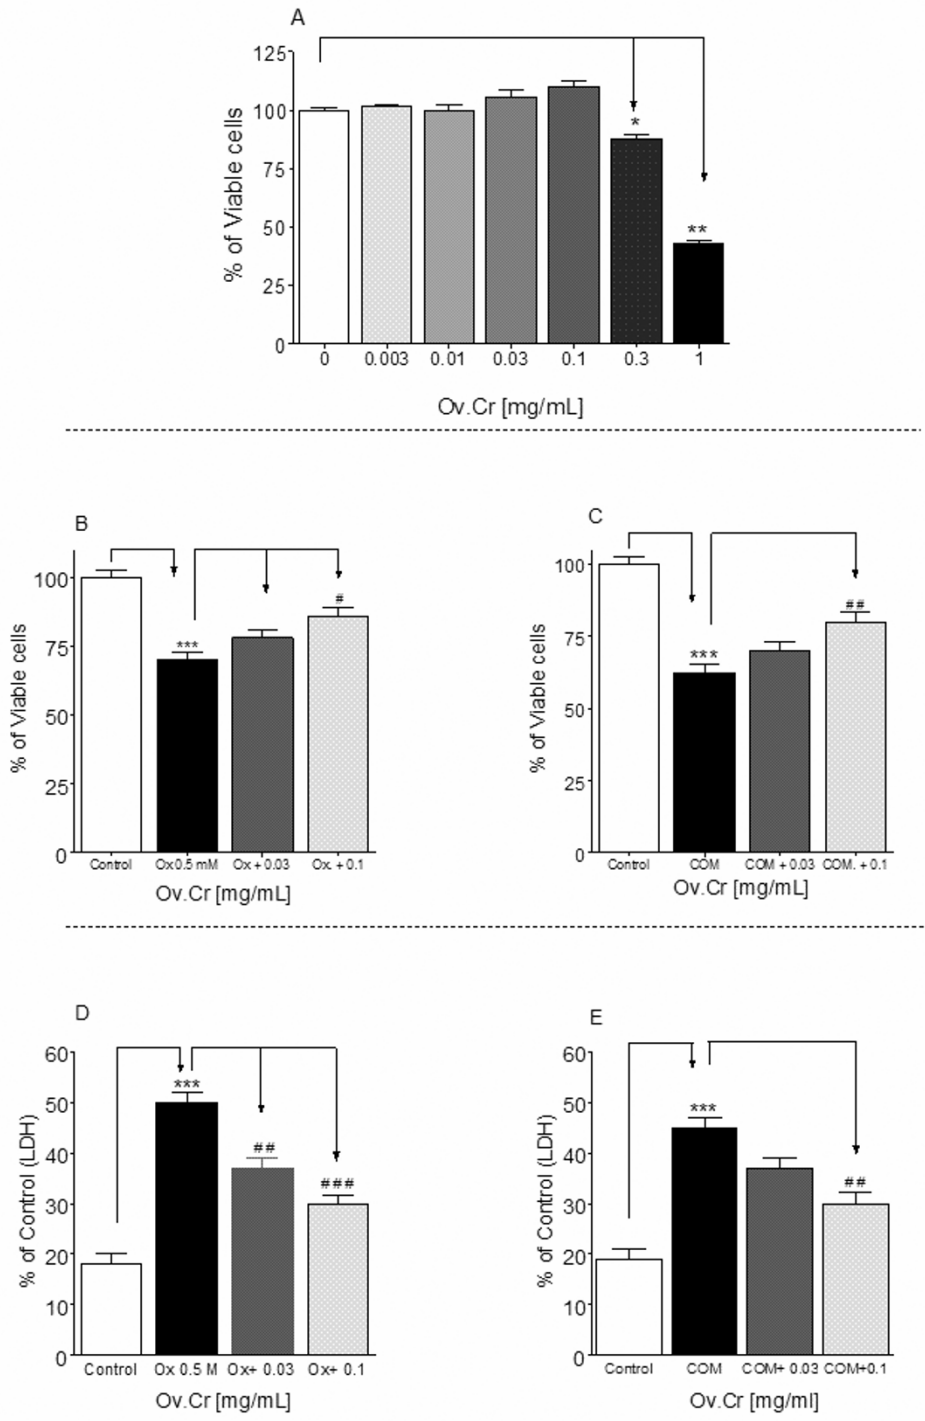 A
% of Viable cells
125
100
75
50
25
0
*
**
0 0.003 0.01 0.03 0.1 0.3 1
Ov.Cr [mg/mL]
B
% of Viable cells
100
75
50
25
0
***
#
Control Ox 0.5 mM Ox + 0.03 Ox. + 0.1
Ov.Cr [mg/mL]
C
% of Viable cells
100
75
50
25
0
***
##
Control COM COM + 0.03 COM. + 0.1
Ov.Cr [mg/mL]
D
% of Control (LDH)
60
50
40
30
20
10
0
***
##
###
Control Ox 0.5 M Ox+ 0.03 Ox+ 0.1
Ov.Cr [mg/mL]
E
% of Control (LDH)
60
50
40
30
20
10
0
***
##
Control COM COM+ 0.03 COM+0.1
Ov.Cr [mg/ml]